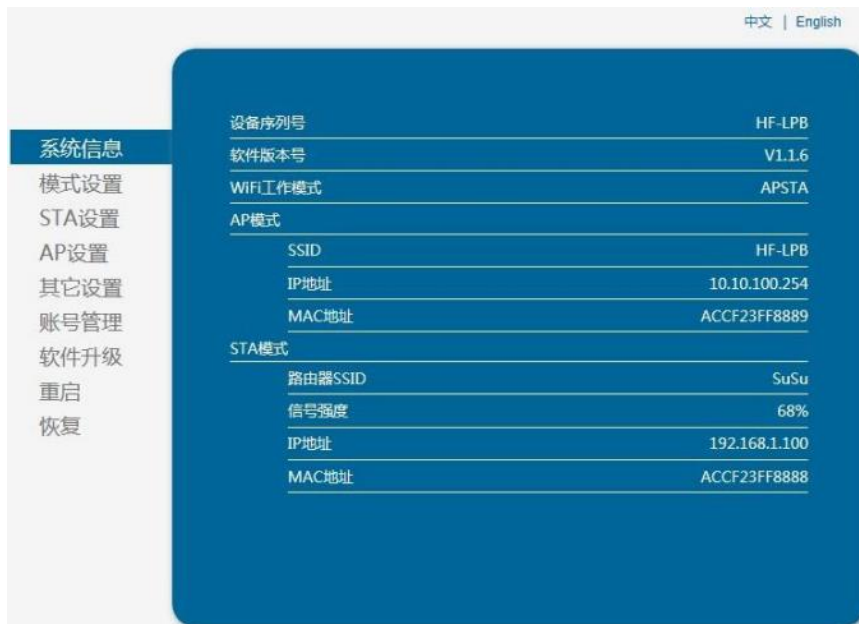 中文 | English
系统信息
模式设置
STA设置
AP设置
其它设置
账号管理
软件升级
重启
恢复
设备序列号 HF-LPB
软件版本号 V1.1.6
WiFi工作模式 APSTA
AP模式
SSID HF-LPB
IP地址 10.10.100.254
MAC地址 ACCF23FF8889
STA模式
路由器SSID SuSu
信号强度 68%
IP地址 192.168.1.100
MAC地址 ACCF23FF8888